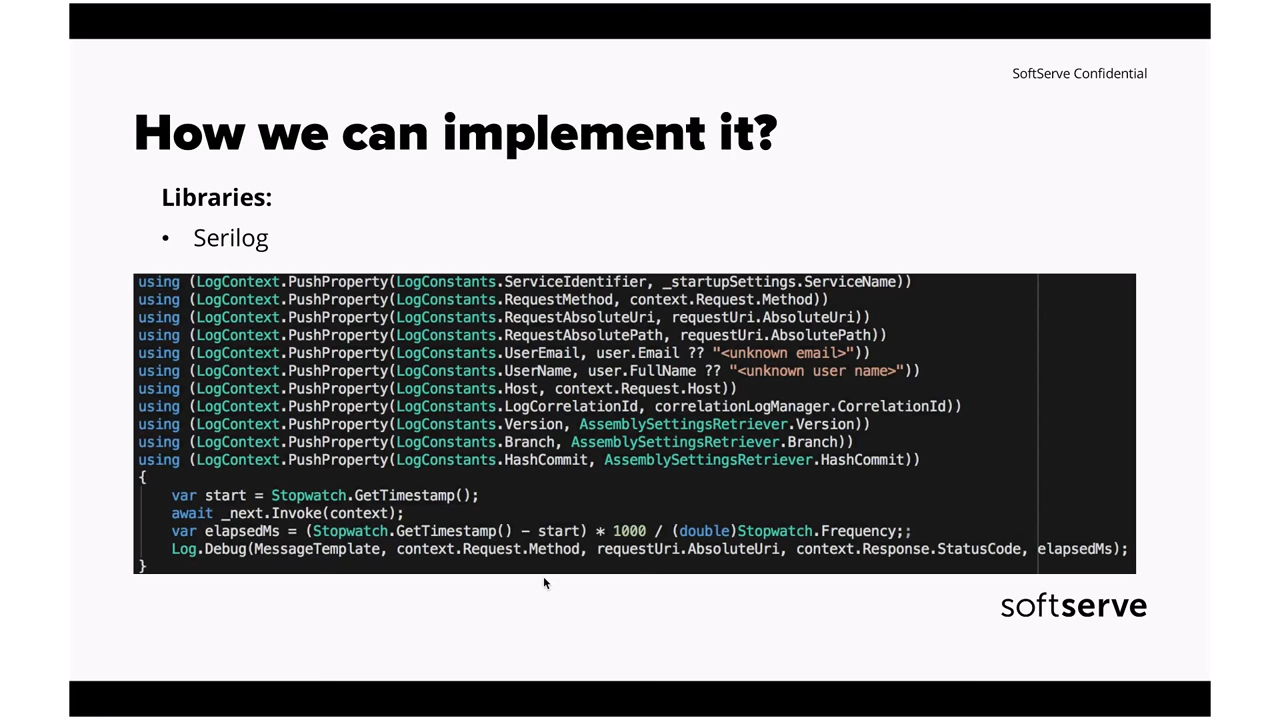 SoftServe Confidential
How we can implement it?
Libraries:
• Serilog
using (LogContext.PushProperty(LogConstants.ServiceIdentifier, _startupSettings.ServiceName))
using (LogContext.PushProperty(LogConstants.RequestMethod, context.Request.Method))
using (LogContext.PushProperty(LogConstants.RequestAbsoluteUri, requestUri.AbsoluteUri))
using (LogContext.PushProperty(LogConstants.RequestAbsolutePath, requestUri.AbsolutePath))
using (LogContext.PushProperty(LogConstants.UserEmail, user.Email ?? "<unknown email>"))
using (LogContext.PushProperty(LogConstants.UserName, user.FullName ?? "<unknown user name>"))
using (LogContext.PushProperty(LogConstants.Host, context.Request.Host))
using (LogContext.PushProperty(LogConstants.LogCorrelationId, correlationLogManager.CorrelationId))
using (LogContext.PushProperty(LogConstants.Version, AssemblySettingsRetriever.Version))
using (LogContext.PushProperty(LogConstants.Branch, AssemblySettingsRetriever.Branch))
using (LogContext.PushProperty(LogConstants.HashCommit, AssemblySettingsRetriever.HashCommit))
{
var start = Stopwatch.GetTimestamp();
await _next.Invoke(context);
var elapsedMs = (Stopwatch.GetTimestamp() - start) * 1000 / (double)Stopwatch.Frequency;;
Log.Debug(MessageTemplate, context.Request.Method, requestUri.AbsoluteUri, context.Response.StatusCode, elapsedMs);
}
softserve